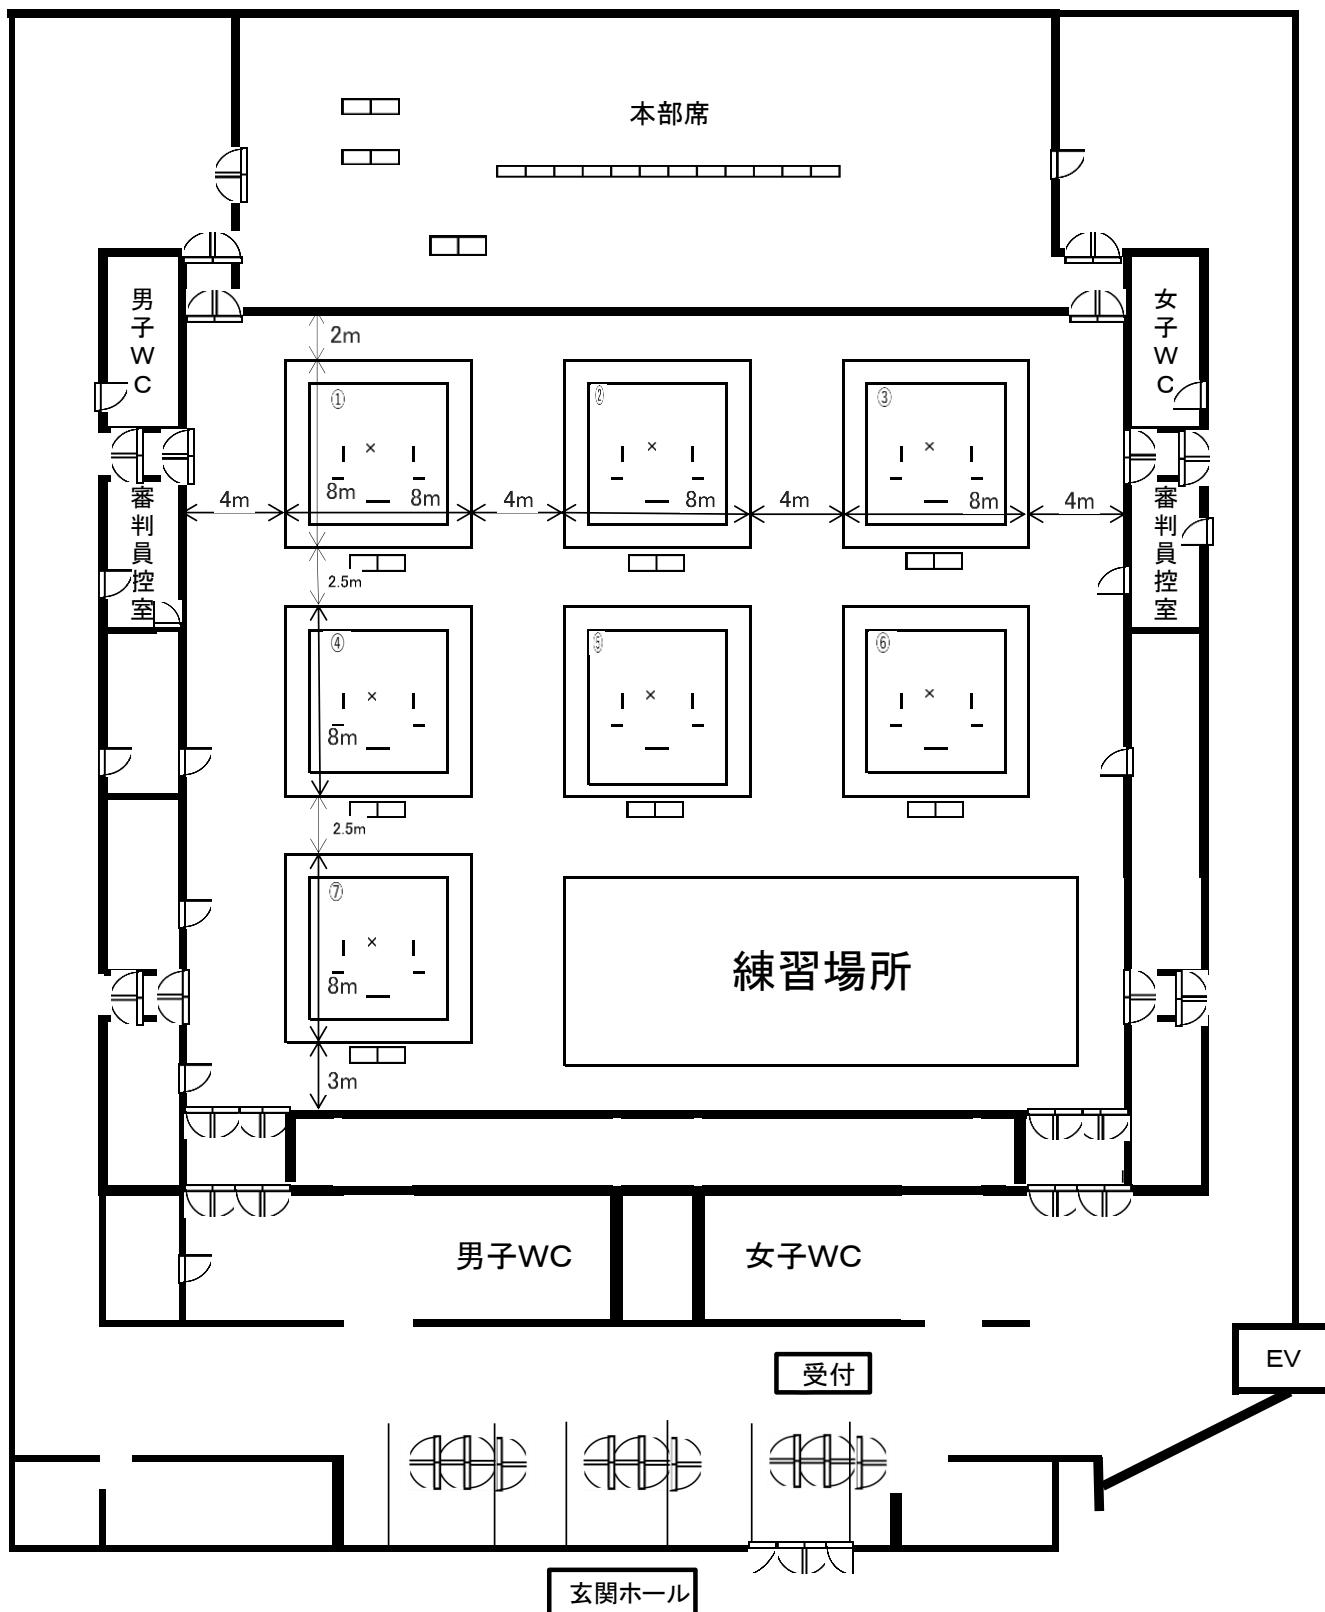 本部席
男子WC
女子WC
2m
①
②
③
×
×
×
4m
8m
8m
4m
8m
4m
8m
4m
審判員控室
審判員控室
2.5m
④
⑤
⑥
×
×
×
8m
2.5m
⑦
×
8m
練習場所
3m
男子WC
女子WC
受付
EV
玄関ホール